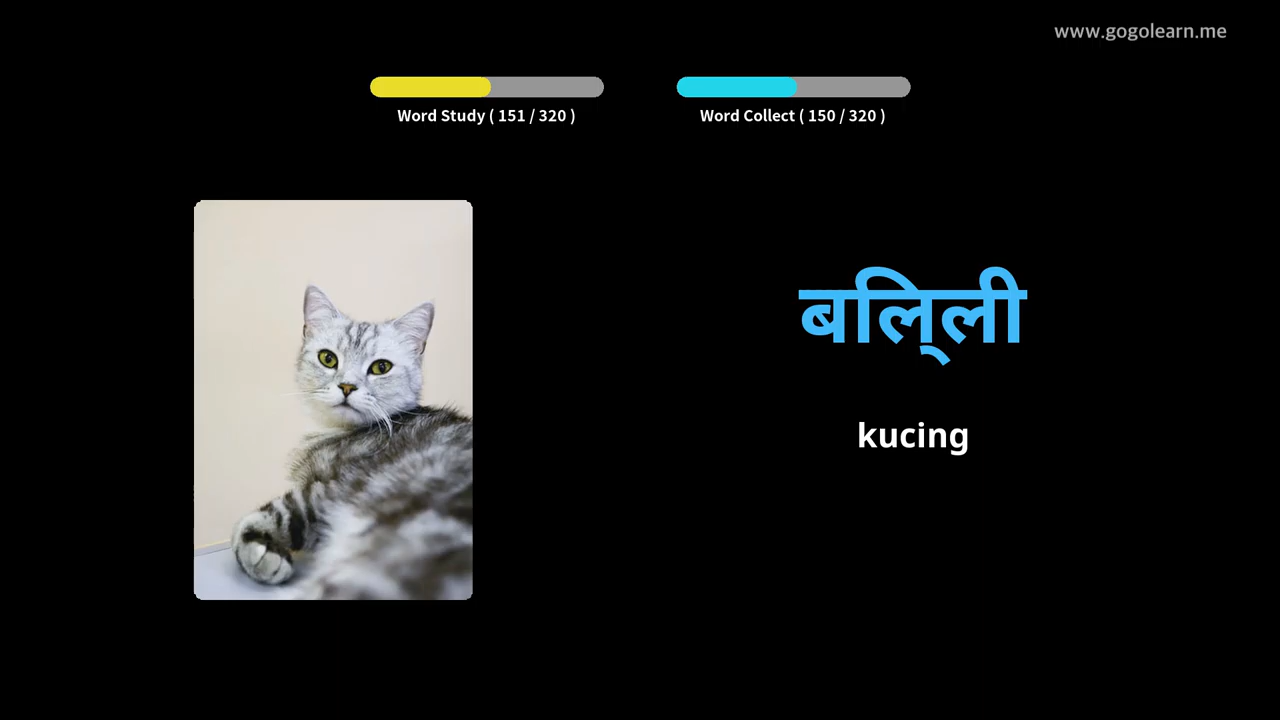 www.gogolearn.me
Word Study ( 151 / 320 )
Word Collect ( 150 / 320 )
बलि्ली
kucing